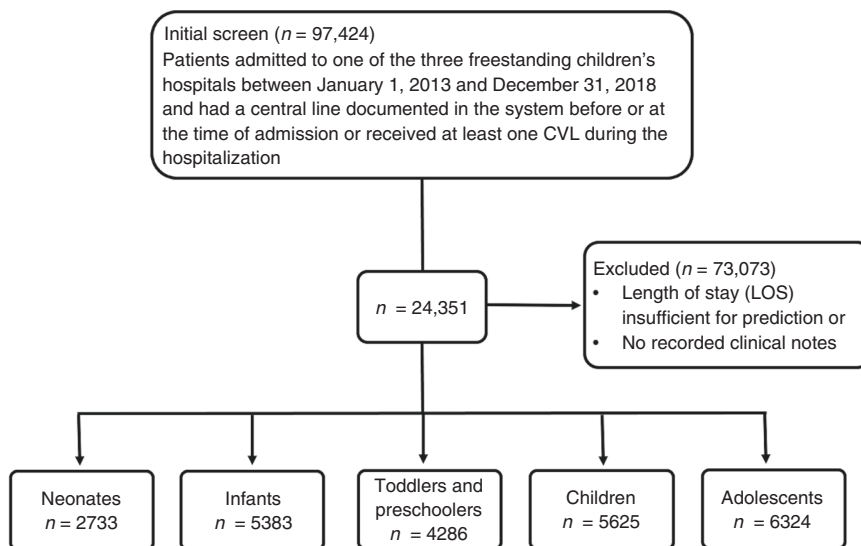 Initial screen (n = 97,424)
Patients admitted to one of the three freestanding children’s
hospitals between January 1, 2013 and December 31, 2018
and had a central line documented in the system before or at
the time of admission or received at least one CVL during the
hospitalization
n = 24,351
Excluded (n = 73,073)
• Length of stay (LOS)
insufficient for prediction or
• No recorded clinical notes
Neonates
n = 2733
Infants
n = 5383
Toddlers and
preschoolers
n = 4286
Children
n = 5625
Adolescents
n = 6324